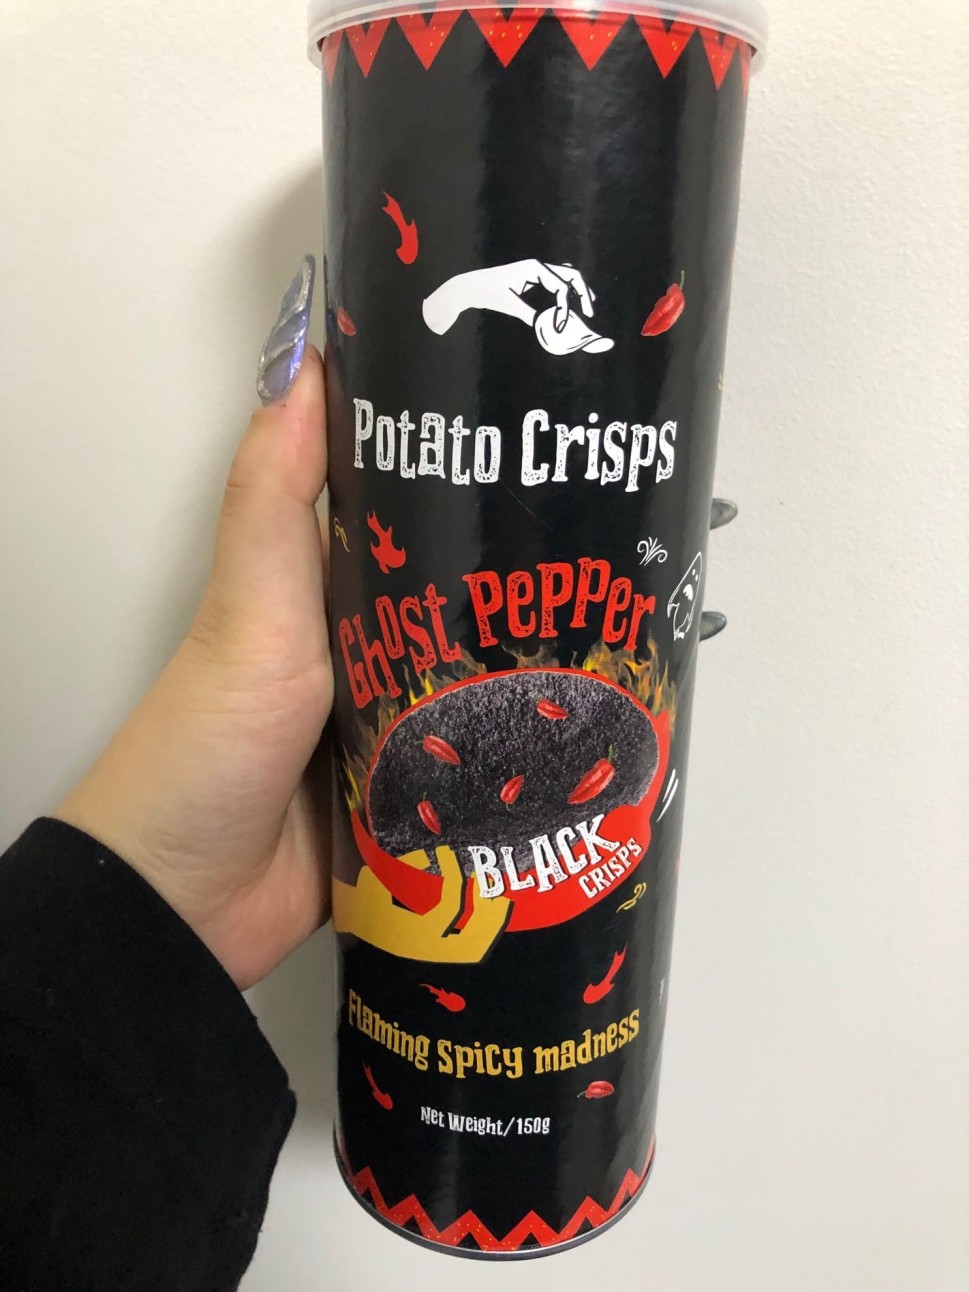 Potato Crisps
Ghost Pepper
BLACK
CRISPS
Flaming Spicy madness
Net Weight/150g